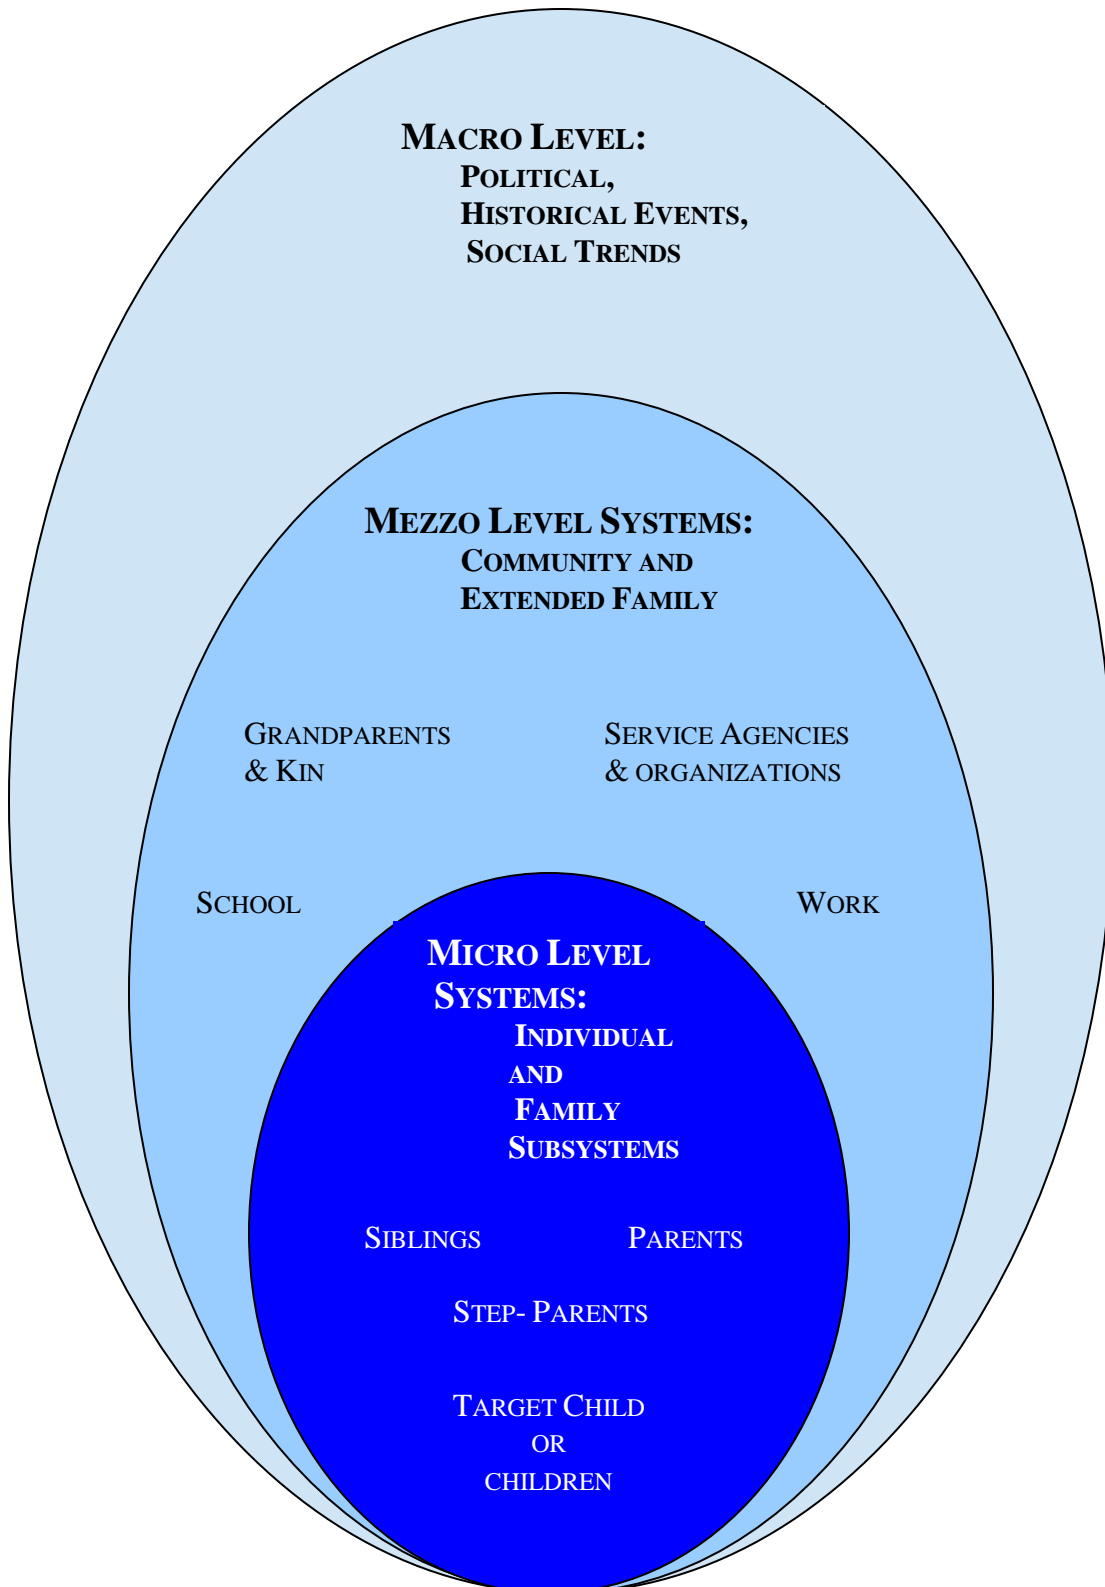 MACRO LEVEL:
POLITICAL,
HISTORICAL EVENTS,
SOCIAL TRENDS
MEZZO LEVEL SYSTEMS:
COMMUNITY AND
EXTENDED FAMILY
GRANDPARENTS
& KIN
SERVICE AGENCIES
& ORGANIZATIONS
SCHOOL
WORK
MICRO LEVEL
SYSTEMS:
INDIVIDUAL
AND
FAMILY
SUBSYSTEMS
SIBLINGS
PARENTS
STEP- PARENTS
TARGET CHILD
OR
CHILDREN